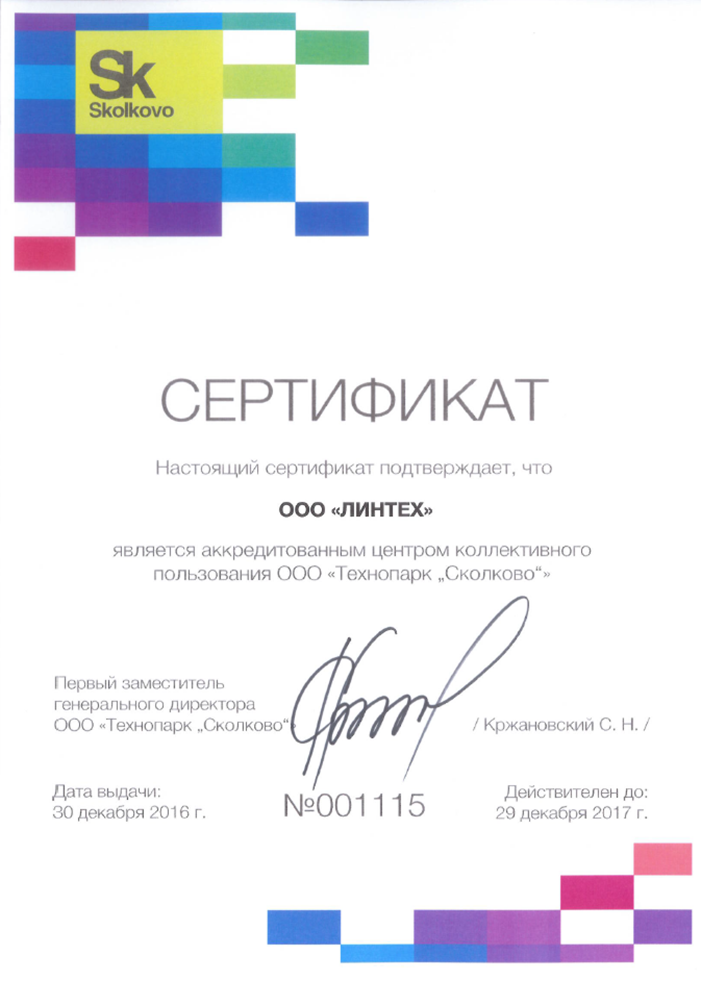 Sk
Skolkovo
СЕРТИФИКАТ
Настоящий сертификат подтверждает, что
ООО «ЛИНТЕХ»
является аккредитованным центром коллективного
пользования ООО «Технопарк „Сколково“»
Первый заместитель
генерального директора
ООО «Технопарк „Сколково“»
/ Кржановский С. Н. /
Дата выдачи:
30 декабря 2016 г.
№001115
Действителен до:
29 декабря 2017 г.